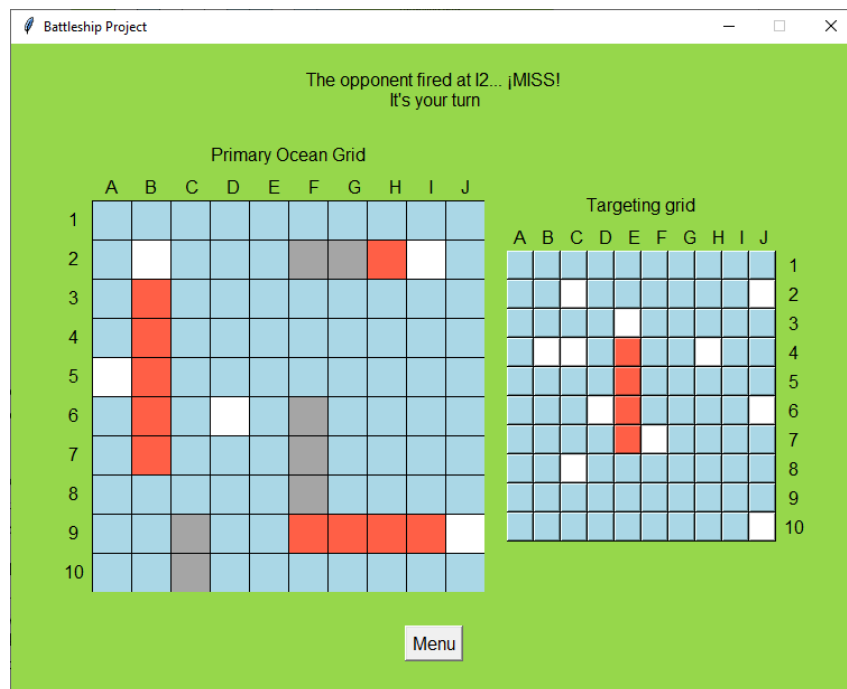 Battleship Project
The opponent fired at I2... ¡MISS!
It's your turn
Primary Ocean Grid
A B C D E F G H I J
1
2
3
4
5
6
7
8
9
10
Targeting grid
A B C D E F G H I J
1
2
3
4
5
6
7
8
9
10
Menu